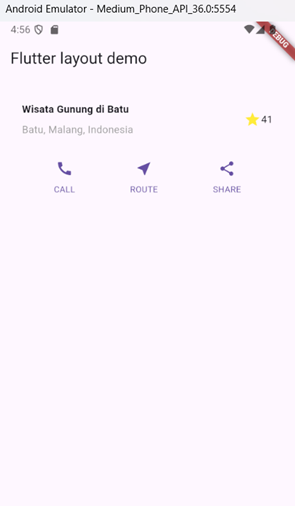 Android Emulator - Medium_Phone_API_36.0:5554
4:56
DEBUG
Flutter layout demo
Wisata Gunung di Batu
41
Batu, Malang, Indonesia
CALL ROUTE SHARE